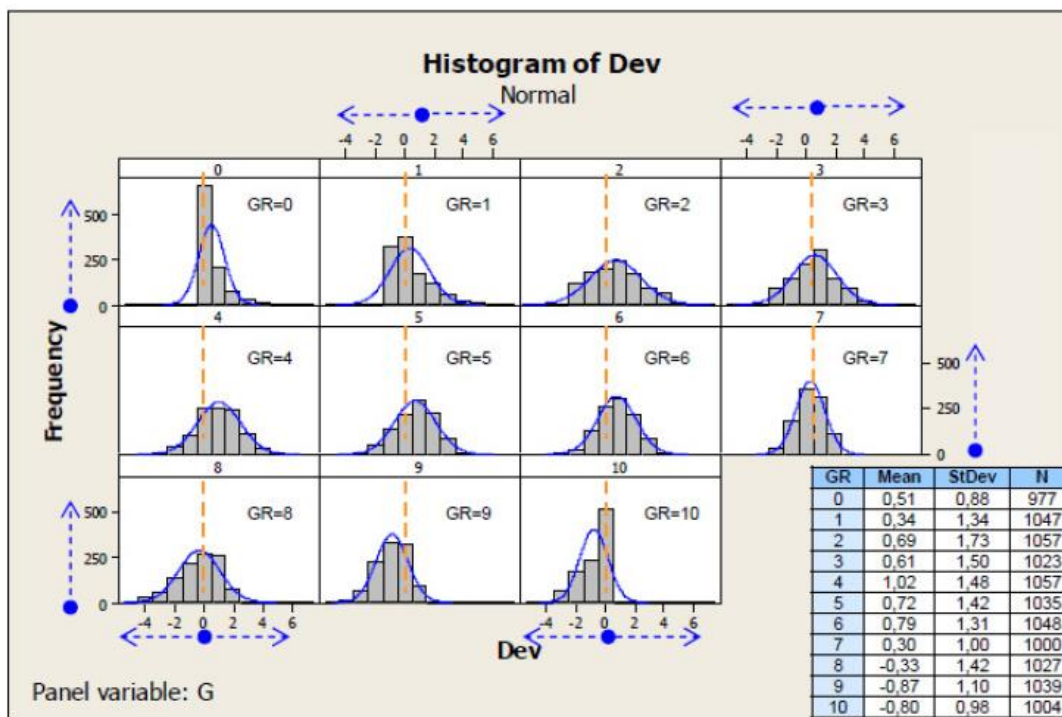 Histogram of Dev
Normal
-4 -2 0 2 4 6
-4 -2 0 2 4 6
0 1 2 3
500
250
0
GR=0 GR=1 GR=2 GR=3
4 5 6 7
GR=4 GR=5 GR=6 GR=7
500
250
0
Frequency
8 9 10
500
250
0
GR=8 GR=9 GR=10
-4 -2 0 2 4 6
-4 -2 0 2 4 6
Dev
Panel variable: G
GR Mean StDev N
0 0,51 0,88 977
1 0,34 1,34 1047
2 0,69 1,73 1057
3 0,61 1,50 1023
4 1,02 1,48 1057
5 0,72 1,42 1035
6 0,79 1,31 1048
7 0,30 1,00 1000
8 -0,33 1,42 1027
9 -0,87 1,10 1039
10 -0,80 0,98 1004